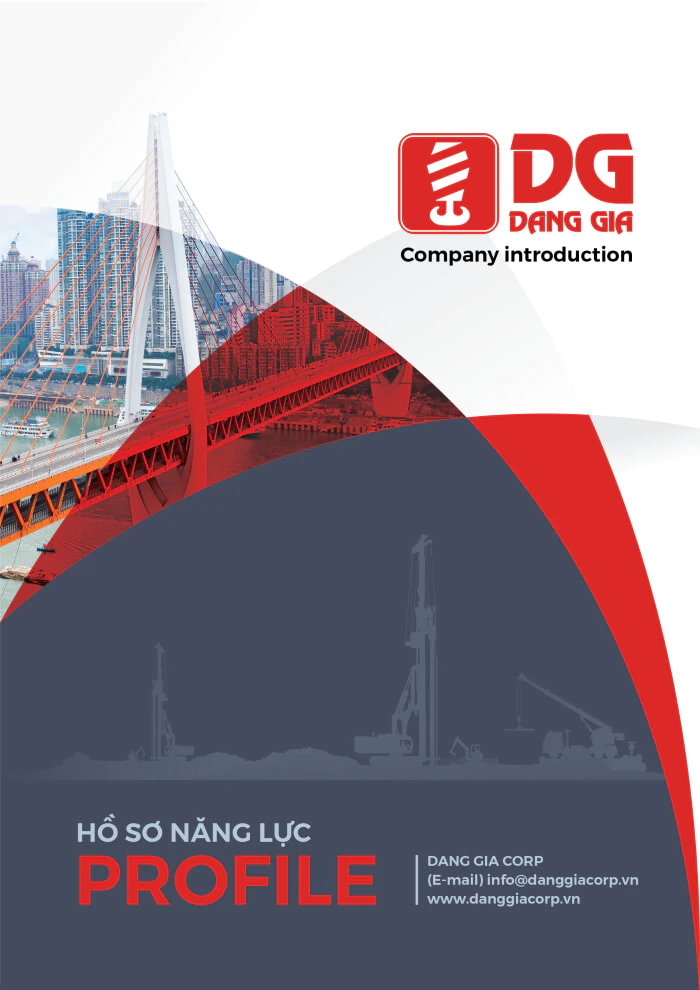 DG
DANG GIA
Company introduction
HỒ SƠ NĂNG LỰC
PROFILE
DANG GIA CORP
(E-mail) info@danggiacorp.vn
www.danggiacorp.vn